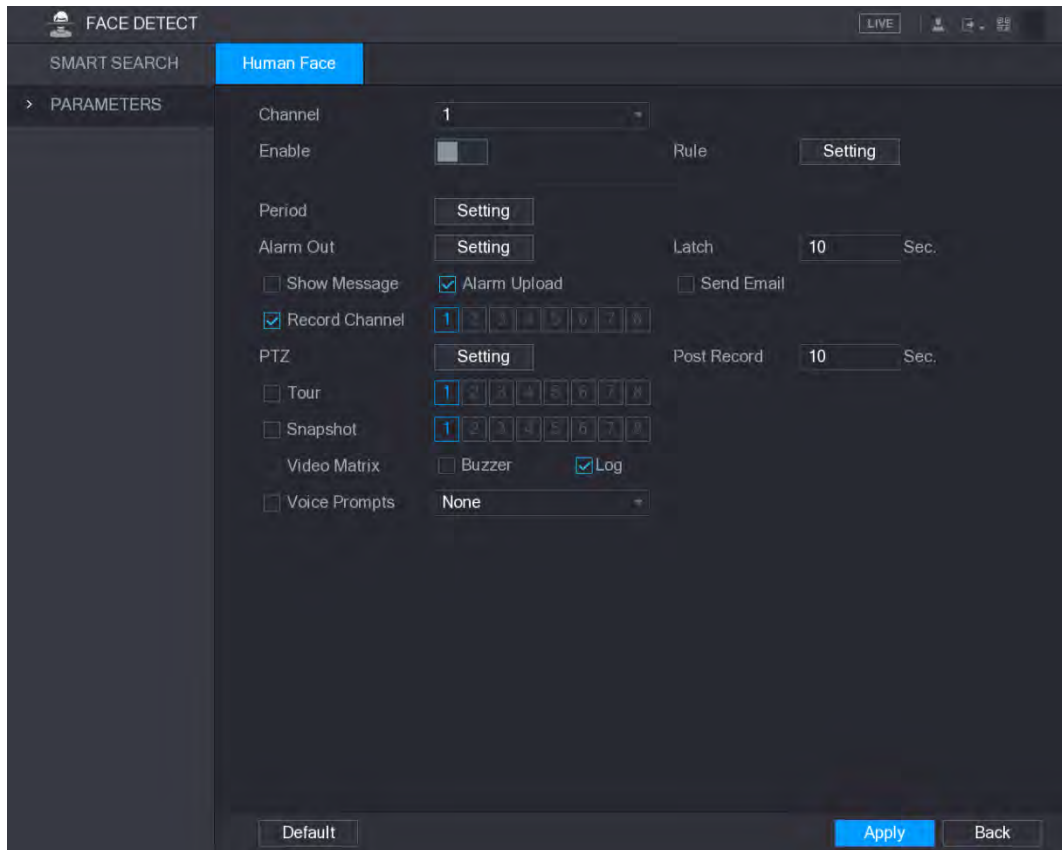 FACE DETECT LIVE
SMART SEARCH Human Face
PARAMETERS
Channel 1
Enable Rule Setting
Period Setting
Alarm Out Setting Latch 10 Sec.
Show Message Alarm Upload Send Email
Record Channel 1 2 3 4 5 6 7 8
PTZ Setting Post Record 10 Sec.
Tour 1 2 3 4 5 6 7 8
Snapshot 1 2 3 4 5 6 7 8
Video Matrix Buzzer Log
Voice Prompts None
Default Apply Back